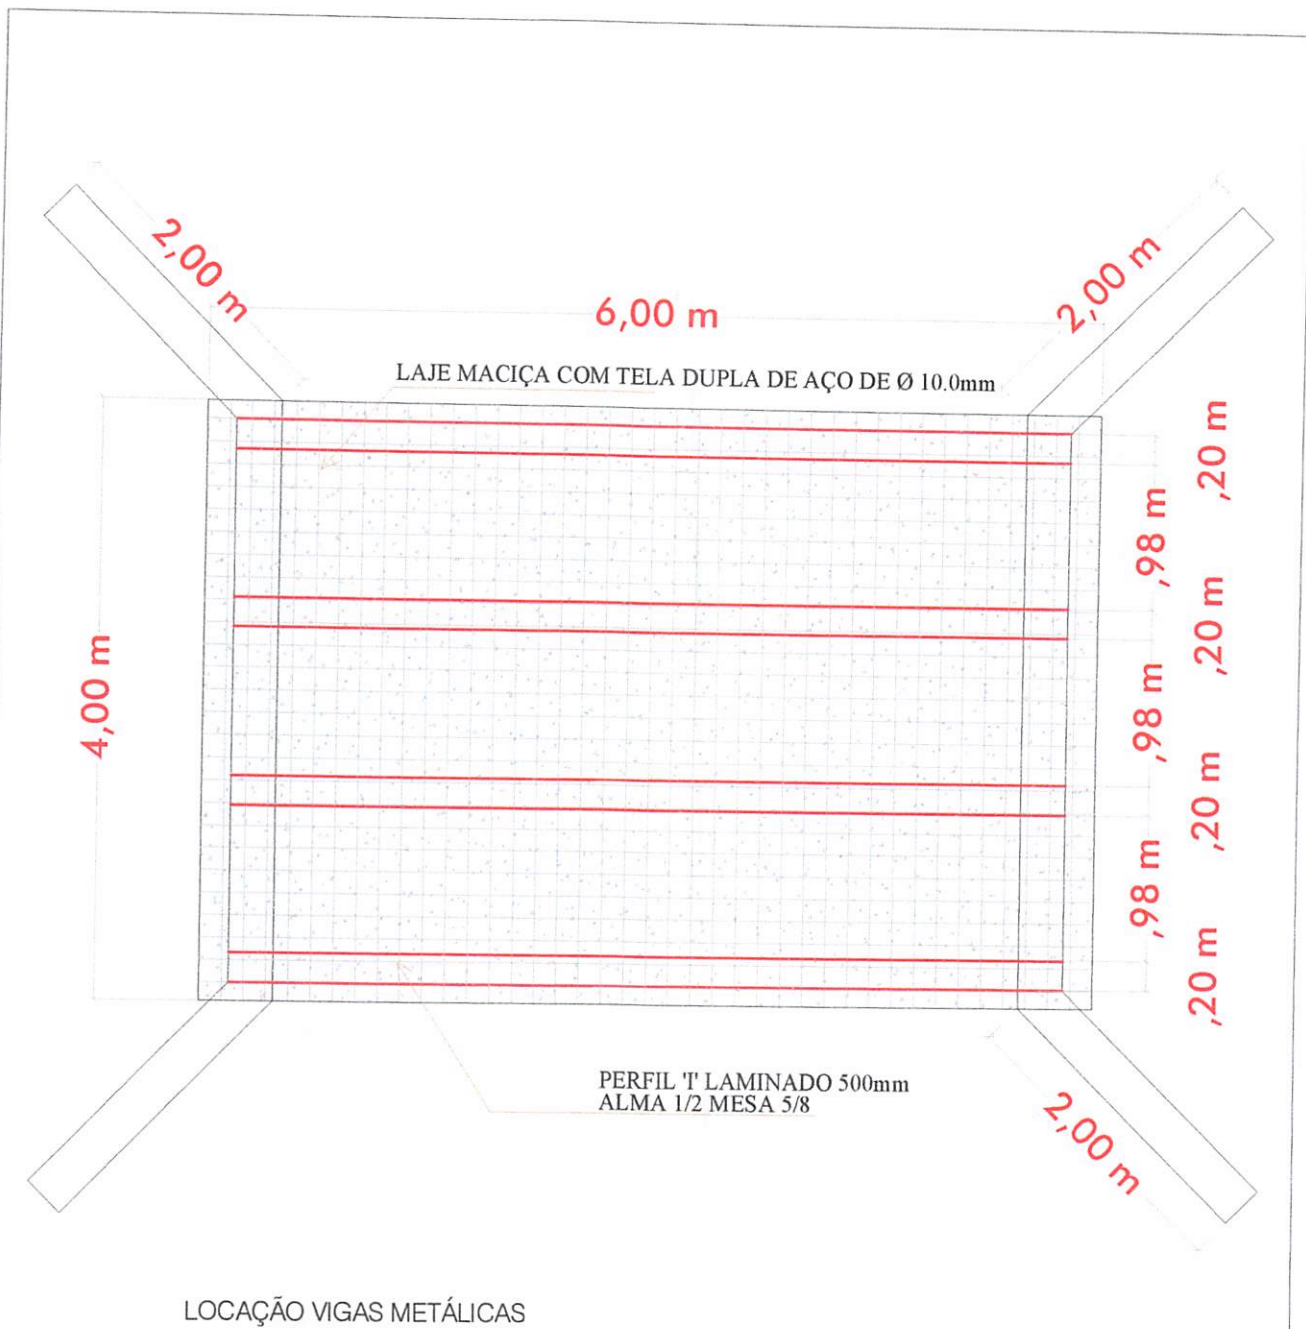 2,00 m
2,00 m
6,00 m
LAJE MACIÇA COM TELA DUPLA DE AÇO DE Ø 10.0mm
,20 m
,98 m
,20 m
4,00 m
,98 m
,20 m
,98 m
,20 m
PERFIL 'I' LAMINADO 500mm
ALMA 1/2 MESA 5/8
2,00 m
LOCAÇÃO VIGAS METÁLICAS